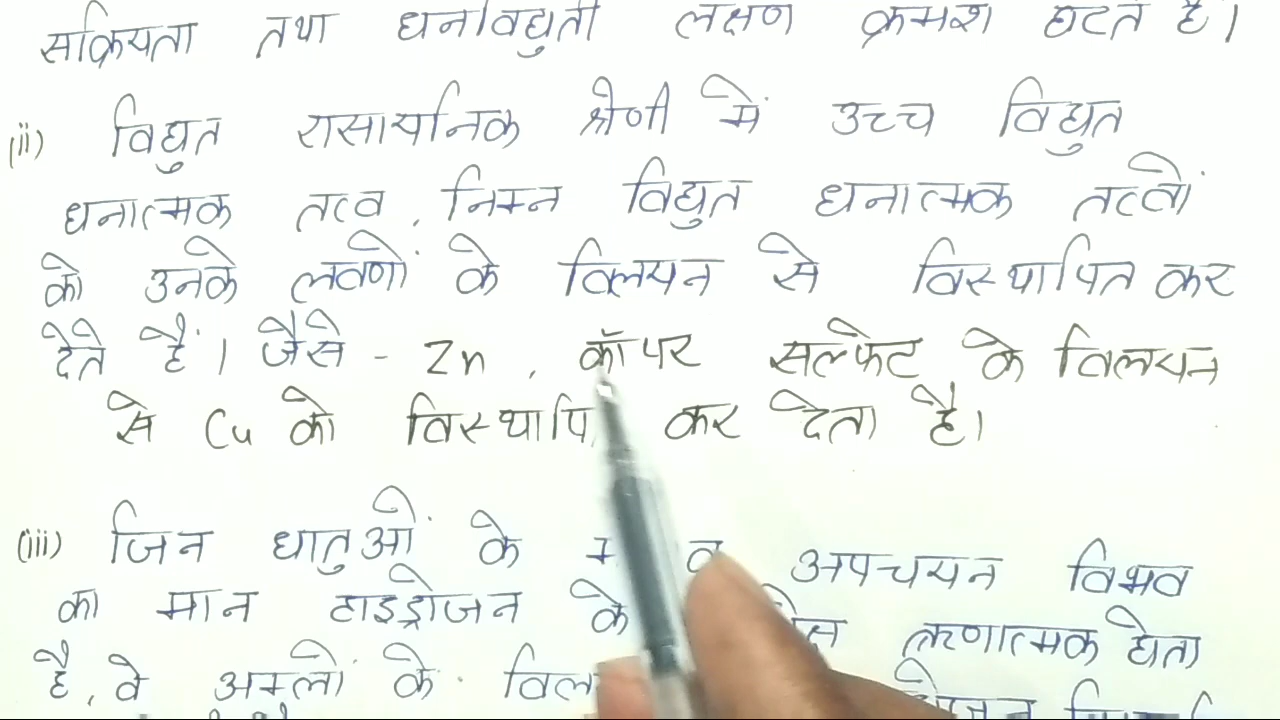 सक्रियता तथा धनविद्युती लक्षण क्रमश घटते है।
(ii) विद्युत रासायनिक श्रेणी में उच्च विद्युत
धनात्मक तत्व, निम्न विद्युत धनात्मक तत्वों
को उनके लवणों के विलयन से विस्थापित कर
देते हैं। जैसे - Zn, कॉपर सल्फेट के विलयन
से Cu को कर देता है।
(iii) जिन धातुओं के अपचयन विभव
का मान हाइड्रोजन के ऋणात्मक होता
है, वे अम्लों के